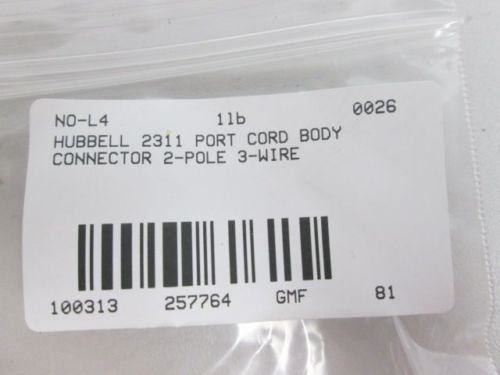 NO-L4 1lb 0026
HUBBELL 2311 PORT CORD BODY
CONNECTOR 2-POLE 3-WIRE
100313 257764 GMF 81